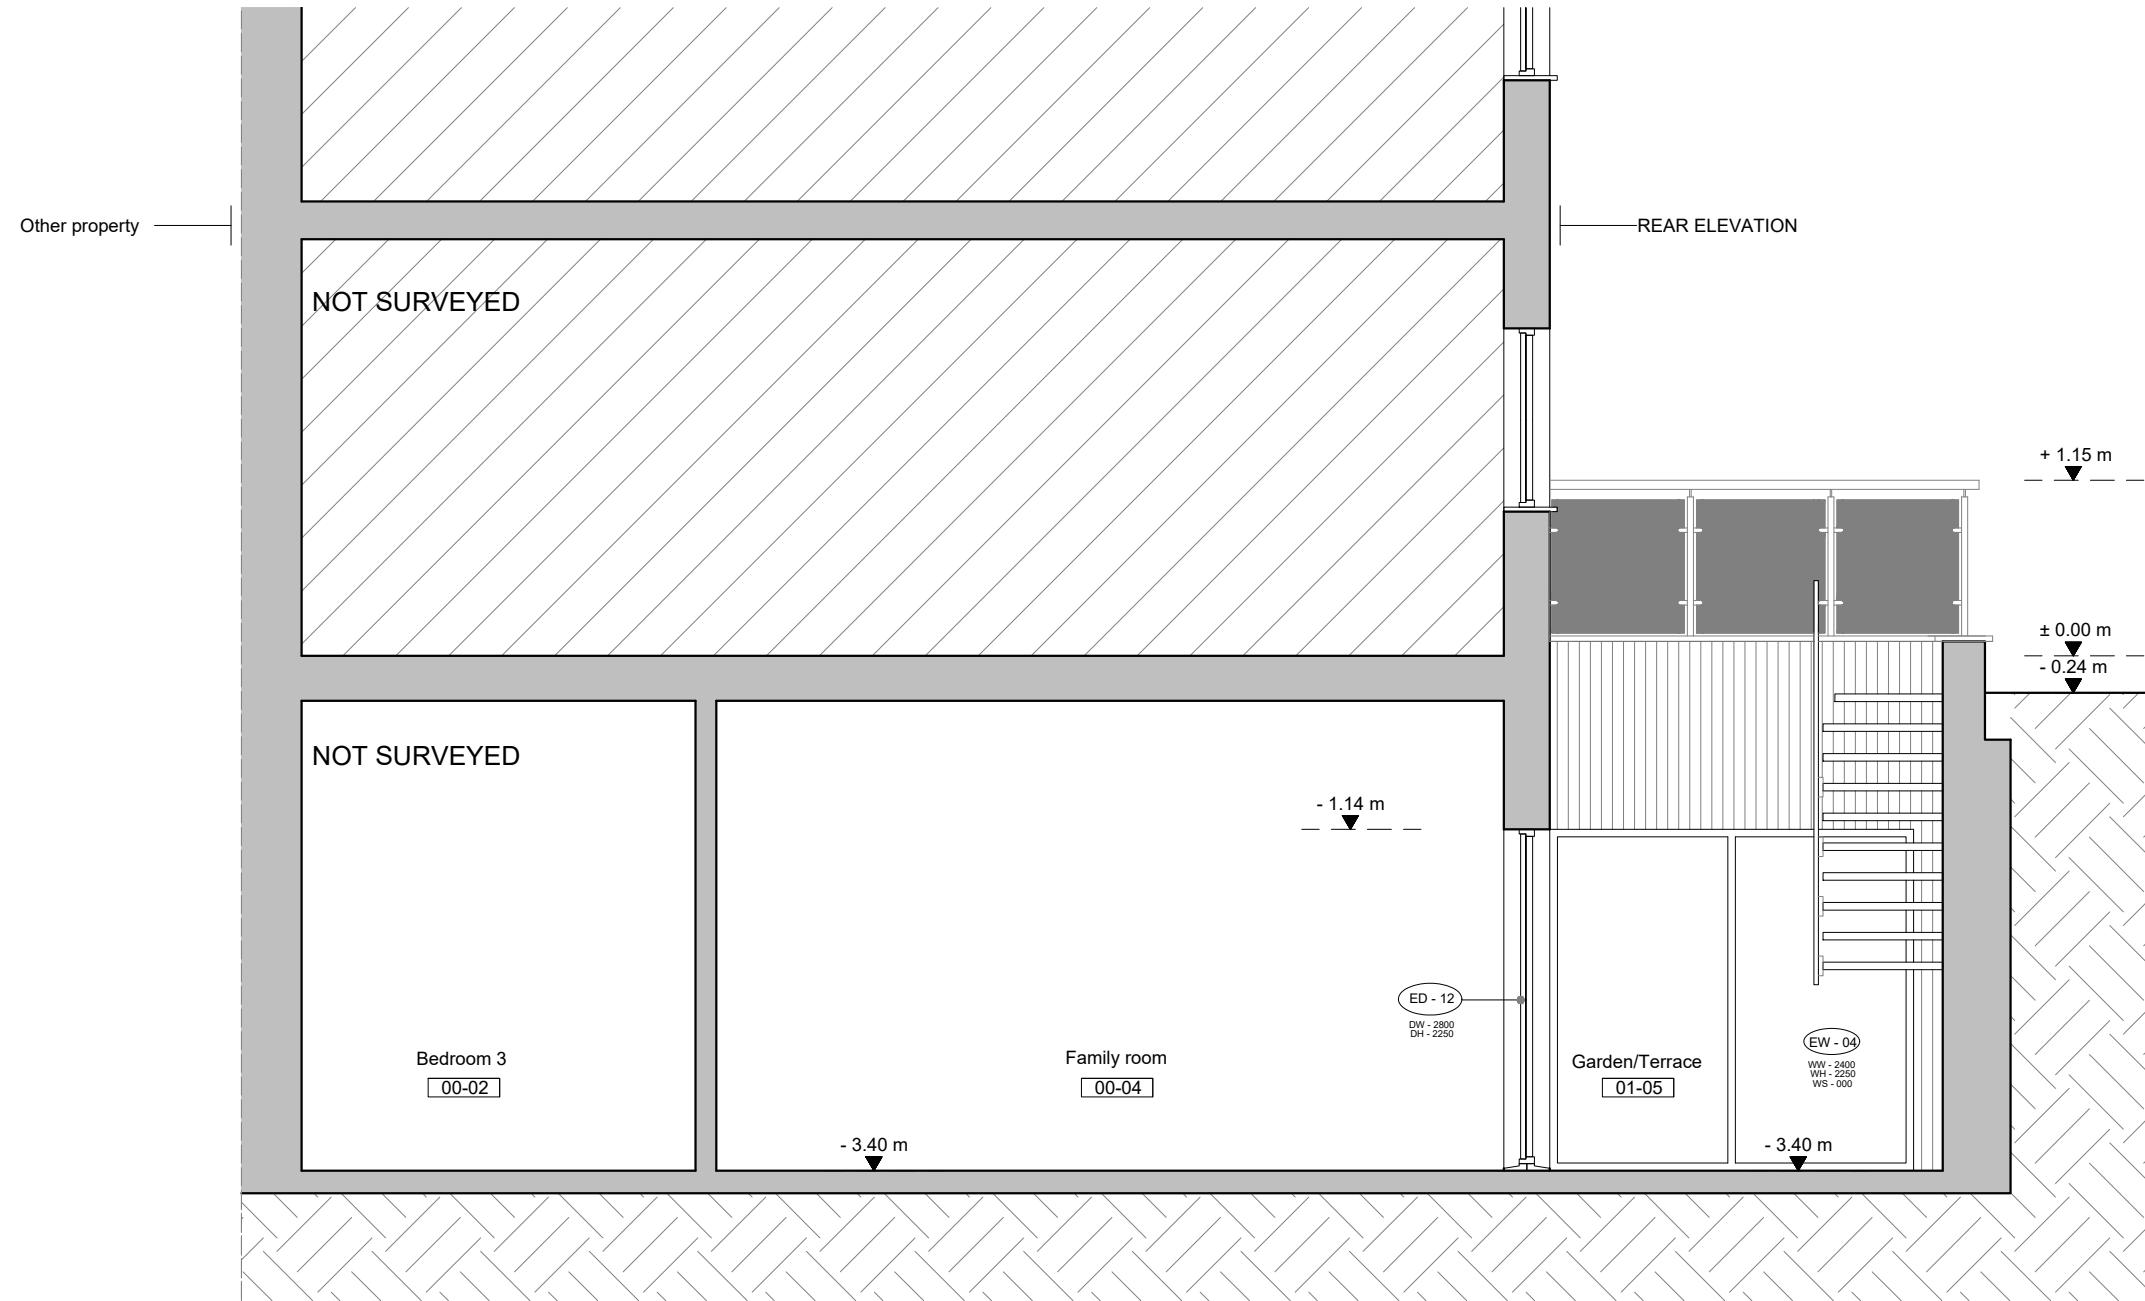 Other property
REAR ELEVATION
NOT SURVEYED
+ 1.15 m
± 0.00 m
- 0.24 m
NOT SURVEYED
- 1.14 m
ED - 12
DW - 2800
DH - 2250
EW - 04
WW - 2400
WH - 2250
WS - 000
Bedroom 3
00-02
Family room
00-04
Garden/Terrace
01-05
- 3.40 m
- 3.40 m